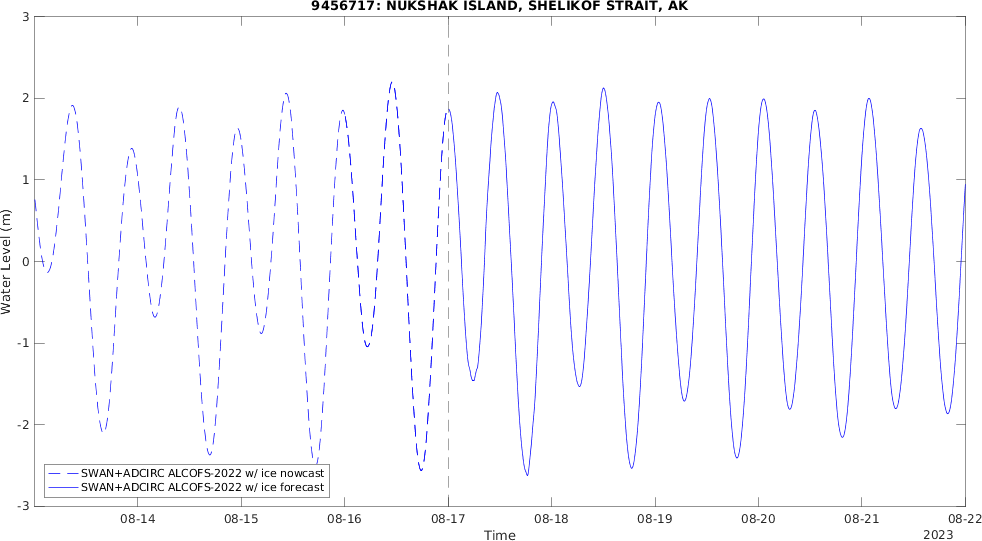 9456717: NUKSHAK ISLAND, SHELIKOF STRAIT, AK
3
2
1
0
-1
-2
-3
Water Level (m)
SWAN+ADCIRC ALCOFS-2022 w/ ice nowcast
SWAN+ADCIRC ALCOFS-2022 w/ ice forecast
08-14 08-15 08-16 08-17 08-18 08-19 08-20 08-21 08-22
Time
2023